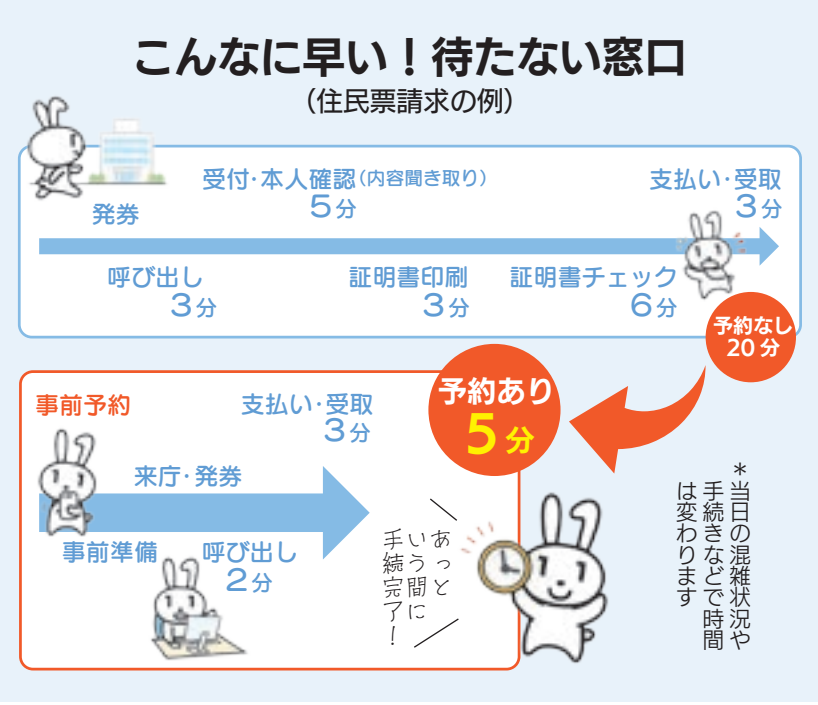 こんなに早い！待たない窓口
（住民票請求の例）
発券
呼び出し
3分
受付・本人確認（内容聞き取り）
5分
証明書印刷
3分
証明書チェック
6分
支払い・受取
3分
予約なし
20分
事前予約
事前準備
来庁・発券
呼び出し
2分
支払い・受取
3分
予約あり
5分
あっと
いう間に
手続完了！
＊当日の混雑状況や
手続きなどで時間
は変わります